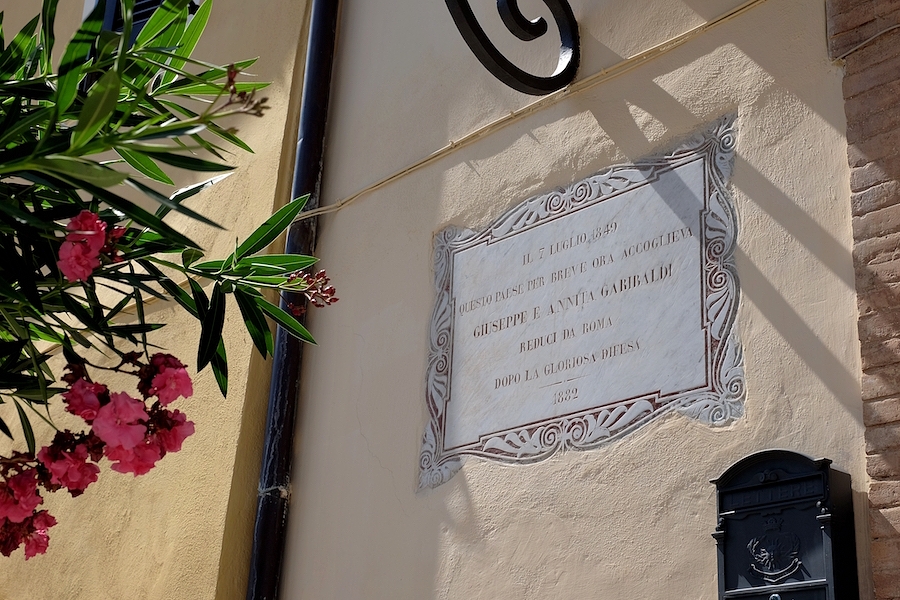 IL 7 LUGLIO 1849
QUESTO PAESE PER BREVE ORA ACCOGLIEVA
GIUSEPPE E ANNITA GARIBALDI
REDUCI DA ROMA
DOPO LA GLORIOSA DIFESA
1882